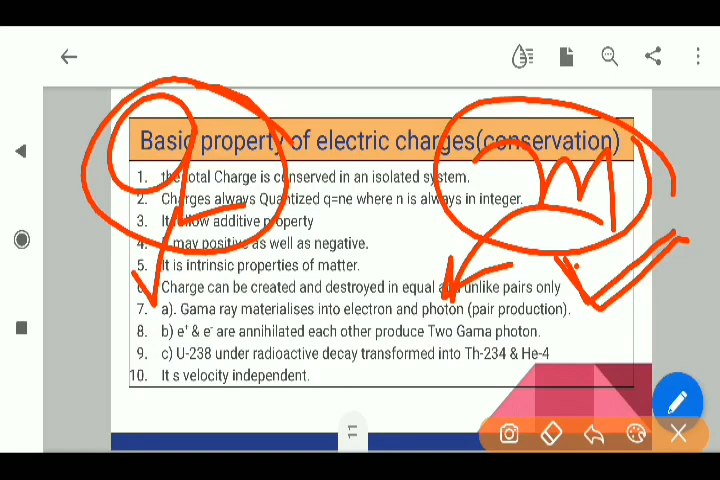 Basic property of electric charges(conservation)
1. the total Charge is conserved in an isolated system.
2. Charges always Quantized q=ne where n is always in integer.
3. It follow additive property
4. It may positive as well as negative.
5. It is intrinsic properties of matter.
6. Charge can be created and destroyed in equal and unlike pairs only
7. a). Gama ray materialises into electron and photon (pair production).
8. b) e⁺ & e⁻ are annihilated each other produce Two Gama photon.
9. c) U-238 under radioactive decay transformed into Th-234 & He-4
10. It s velocity independent.
11